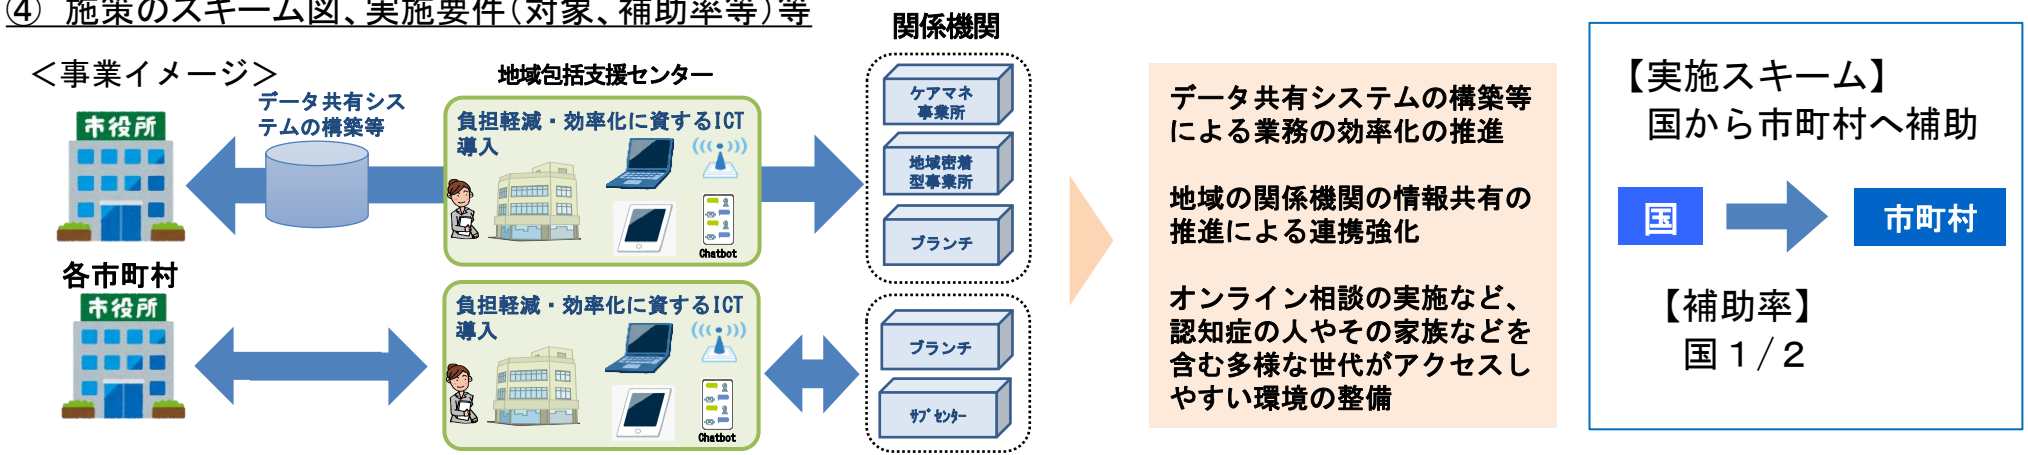 ④ 施策のスキーム図、実施要件（対象、補助率等）等
＜事業イメージ＞
市役所
データ共有シス
テムの構築等
地域包括支援センター
負担軽減・効率化に資するICT
導入
Chatbot
関係機関
ケアマネ
事業所
地域密着
型事業所
ブランチ
各市町村
市役所
負担軽減・効率化に資するICT
導入
Chatbot
ブランチ
ｻﾌﾞｾﾝﾀｰ
データ共有システムの構築等
による業務の効率化の推進
地域の関係機関の情報共有の
推進による連携強化
オンライン相談の実施など、
認知症の人やその家族などを
含む多様な世代がアクセスし
やすい環境の整備
【実施スキーム】
国から市町村へ補助
国
市町村
【補助率】
国１/２